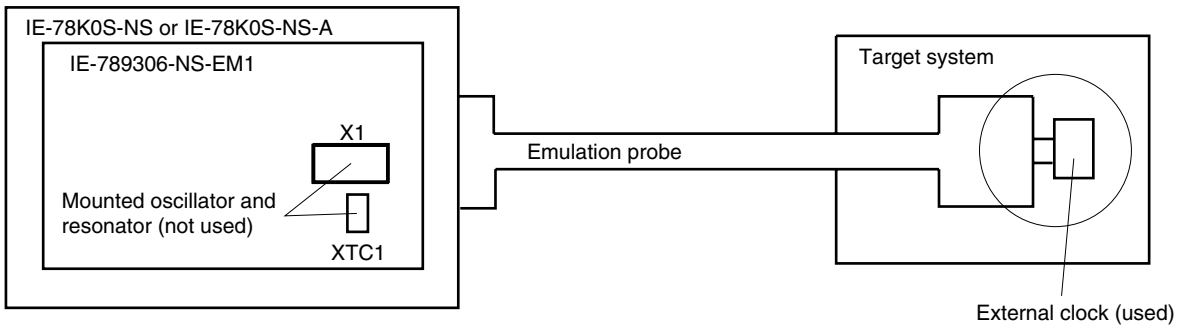 IE-78K0S-NS or IE-78K0S-NS-A
IE-789306-NS-EM1
X1
Mounted oscillator and
resonator (not used)
XTC1
Emulation probe
Target system
External clock (used)